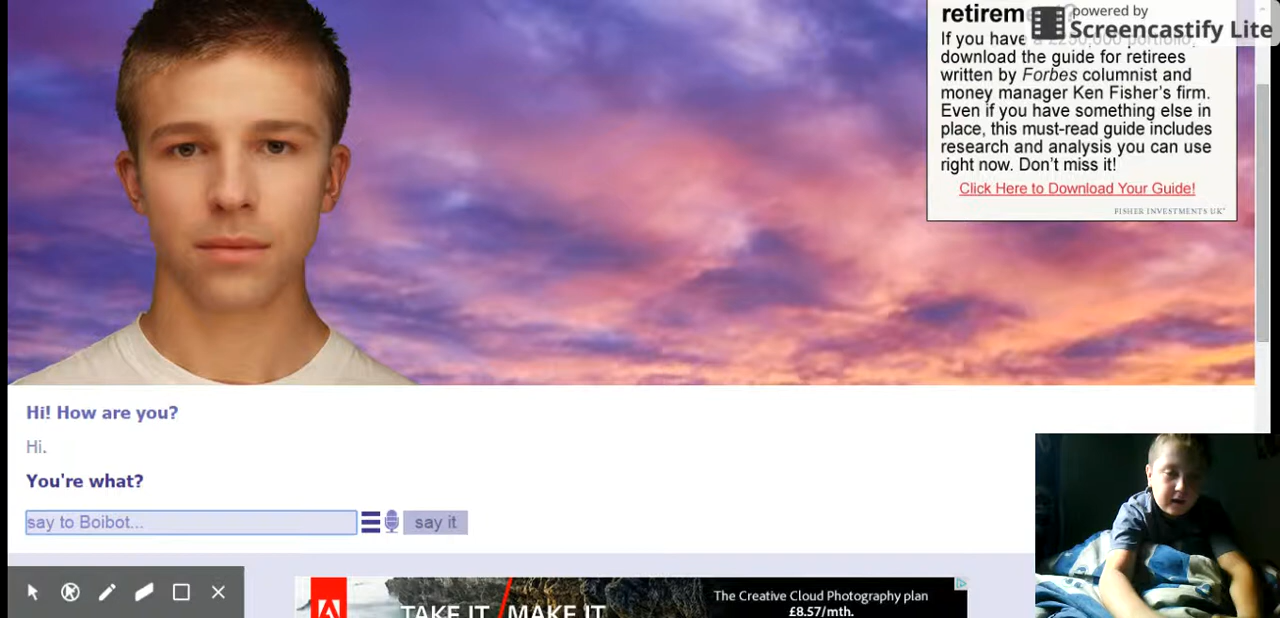 retirem
powered by
Screencastify Lite
If you have
download the guide for retirees
written by Forbes columnist and
money manager Ken Fisher's firm.
Even if you have something else in
place, this must-read guide includes
research and analysis you can use
right now. Don't miss it!
Click Here to Download Your Guide!
FISHER INVESTMENTS UK
Hi! How are you?
Hi.
You're what?
say to Boibot...
say it
TAKE IT / MAKE IT
The Creative Cloud Photography plan
£8.57/mth.